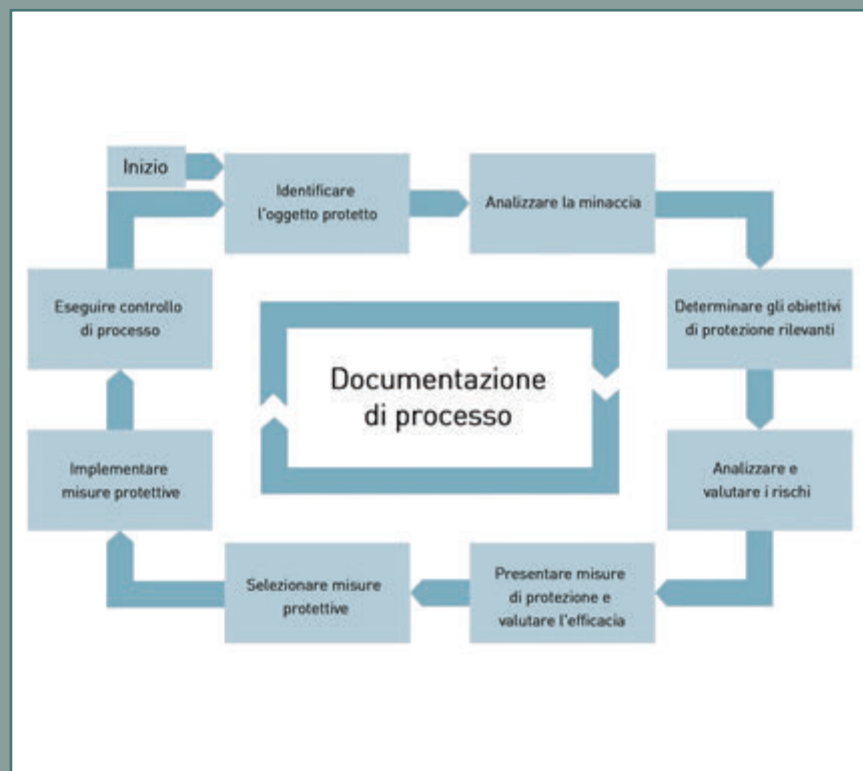 Inizio
Identificare
l'oggetto protetto
Analizzare la minaccia
Determinare gli obiettivi
di protezione rilevanti
Analizzare e
valutare i rischi
Presentare misure
di protezione e
valutare l'efficacia
Selezionare misure
protettive
Implementare
misure protettive
Eseguire controllo
di processo
Documentazione
di processo